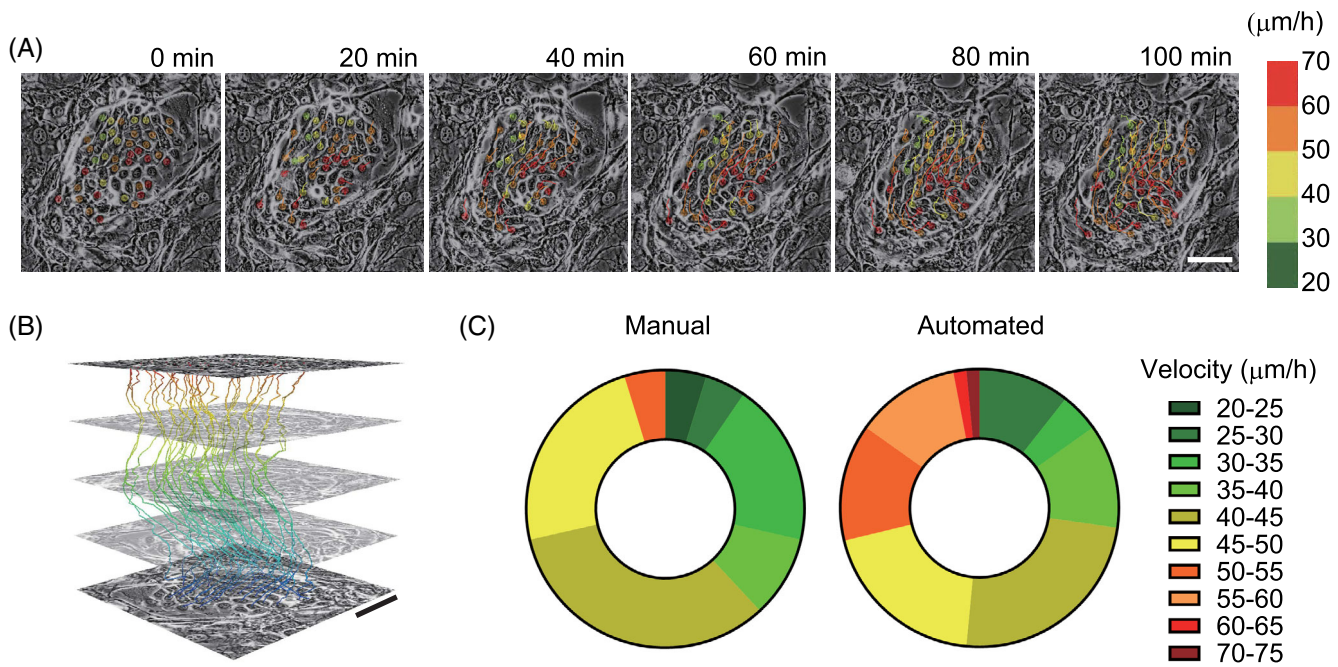 (A)
0 min
20 min
40 min
60 min
80 min
100 min
(μm/h)
70
60
50
40
30
20
(B)
(C)
Manual
Automated
Velocity (μm/h)
20-25
25-30
30-35
35-40
40-45
45-50
50-55
55-60
60-65
70-75